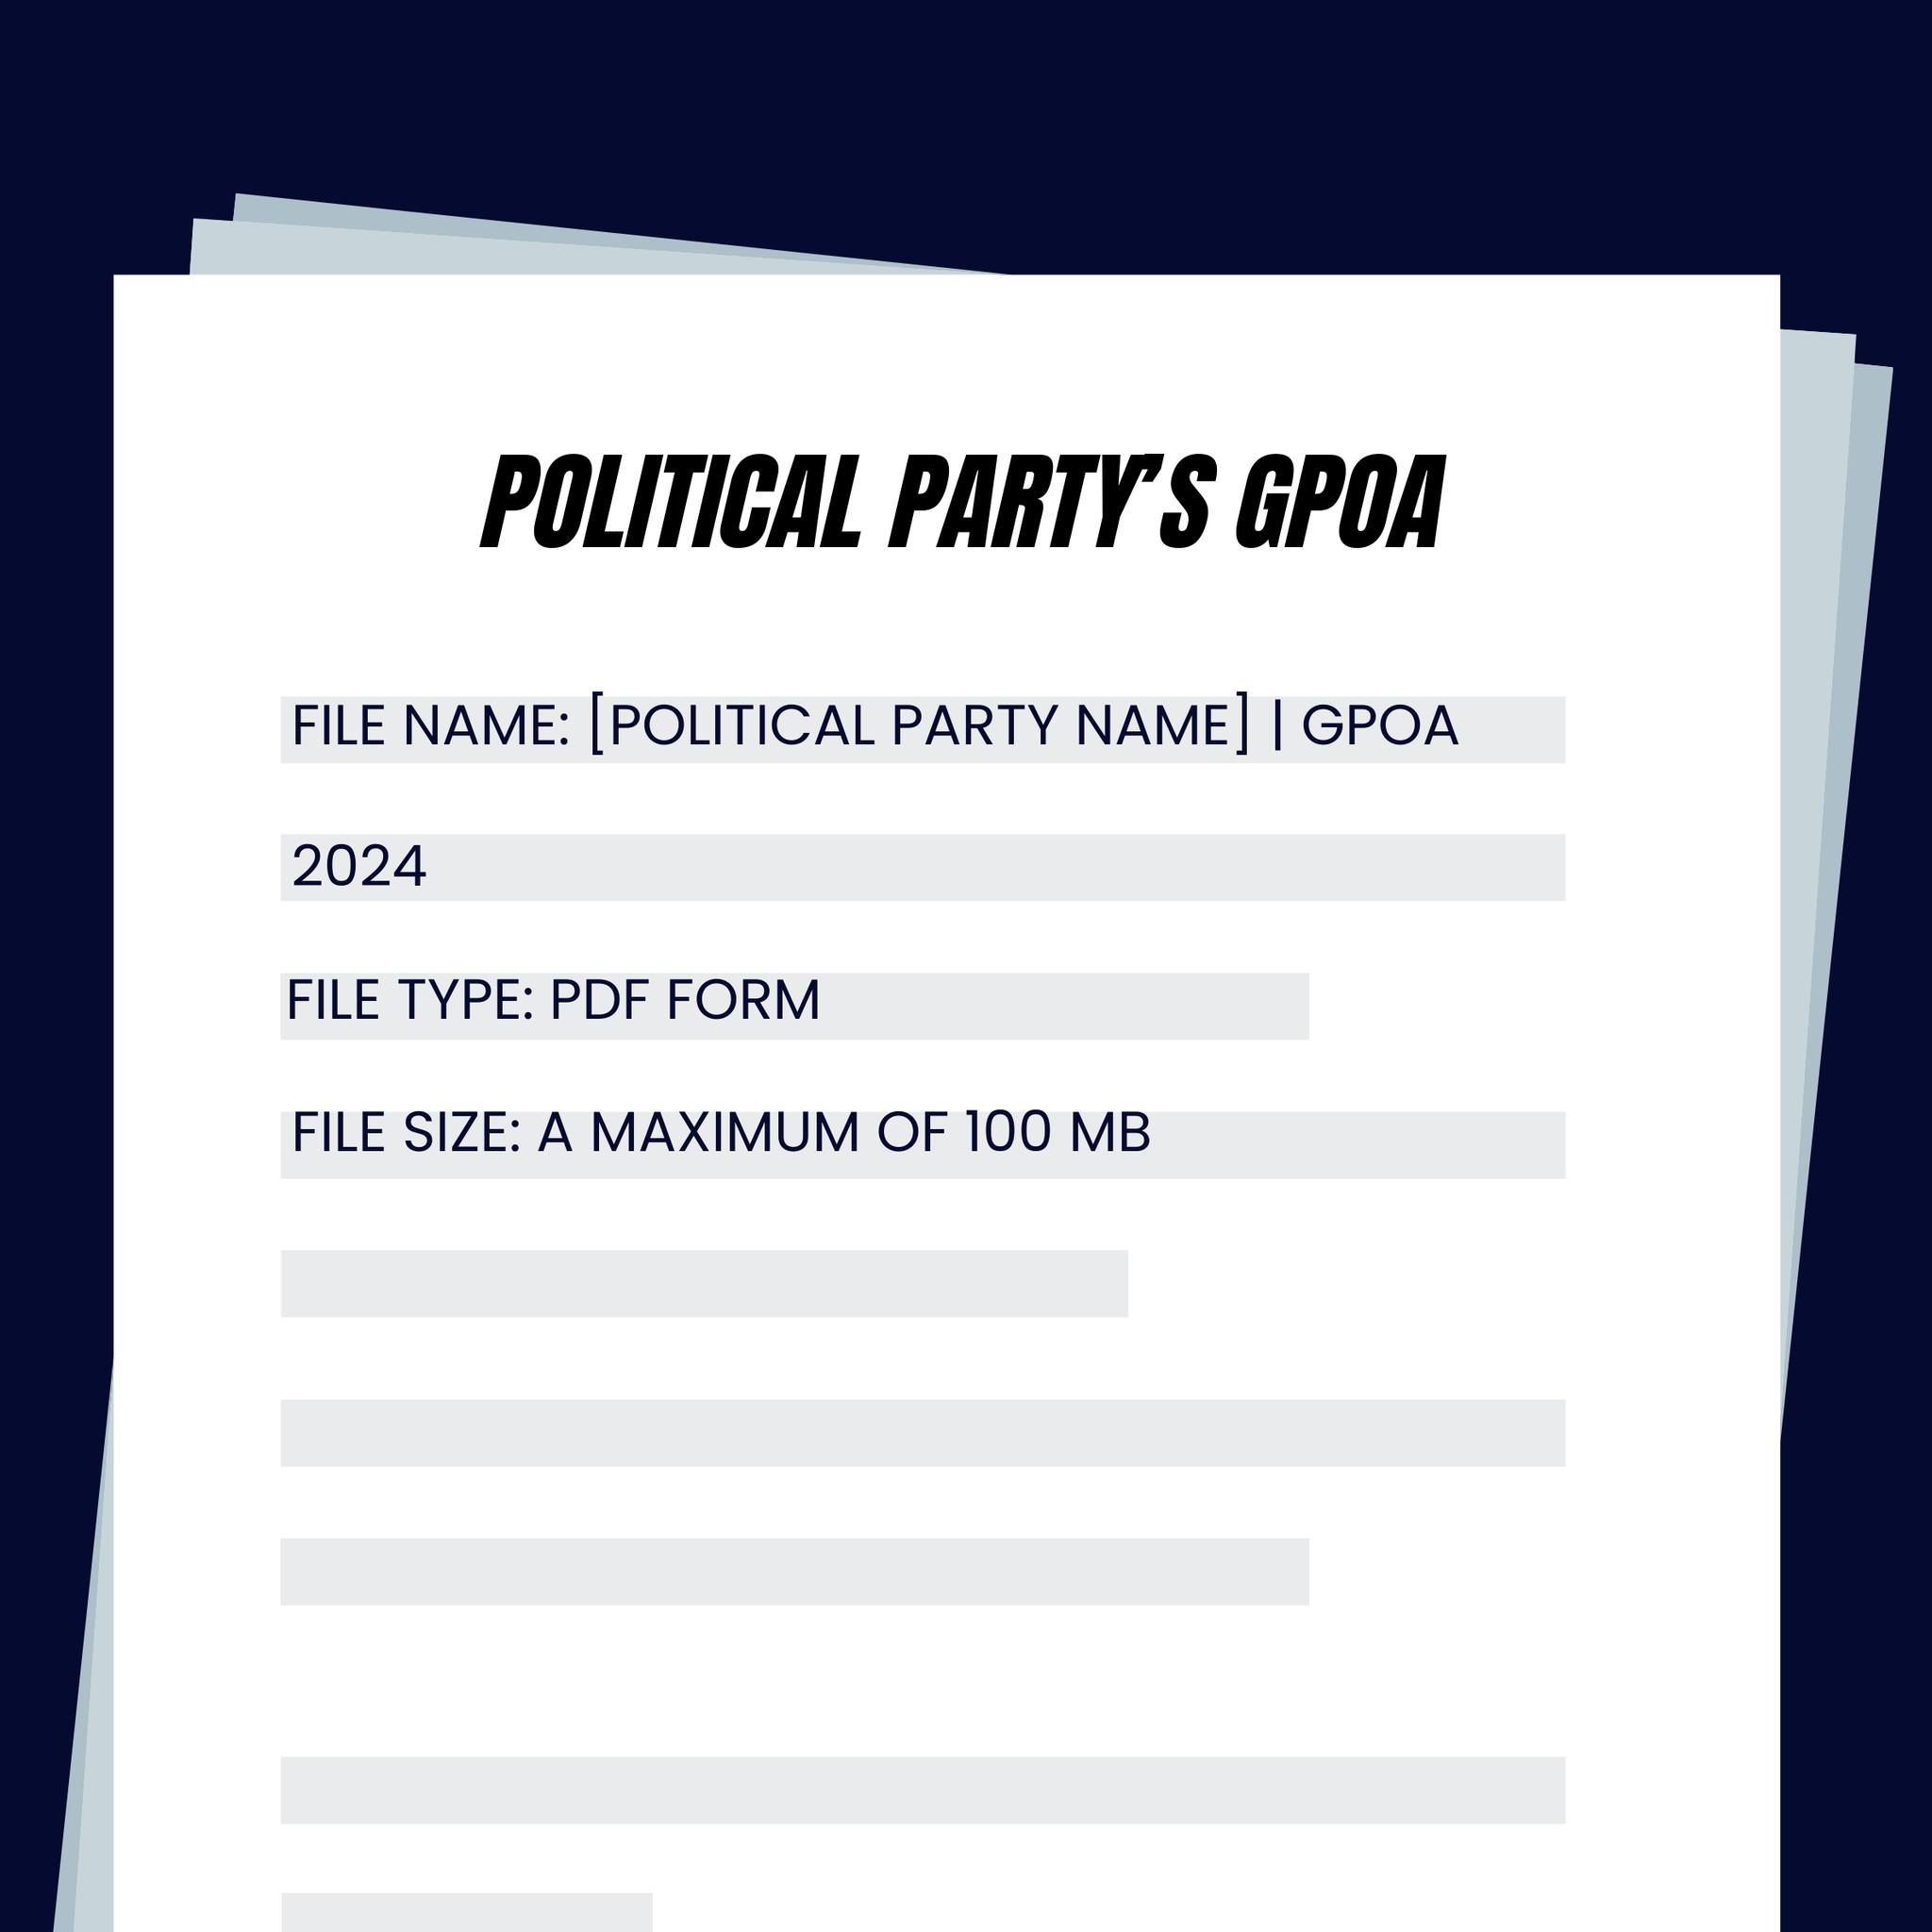 POLITICAL PARTY'S GPOA
FILE NAME: [POLITICAL PARTY NAME] | GPOA
2024
FILE TYPE: PDF FORM
FILE SIZE: A MAXIMUM OF 100 MB